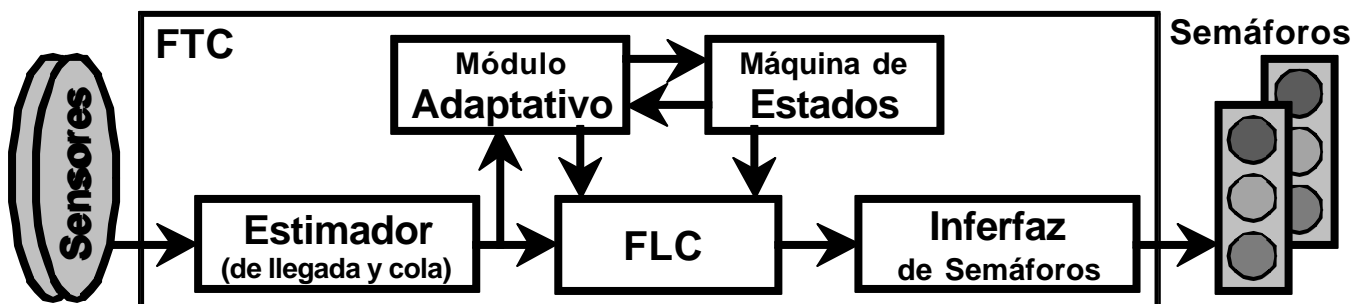 FTC
Semáforos
Módulo
Adaptativo
Máquina de
Estados
Sensores
Estimador
(de llegada y cola)
FLC
Inferfaz
de Semáforos